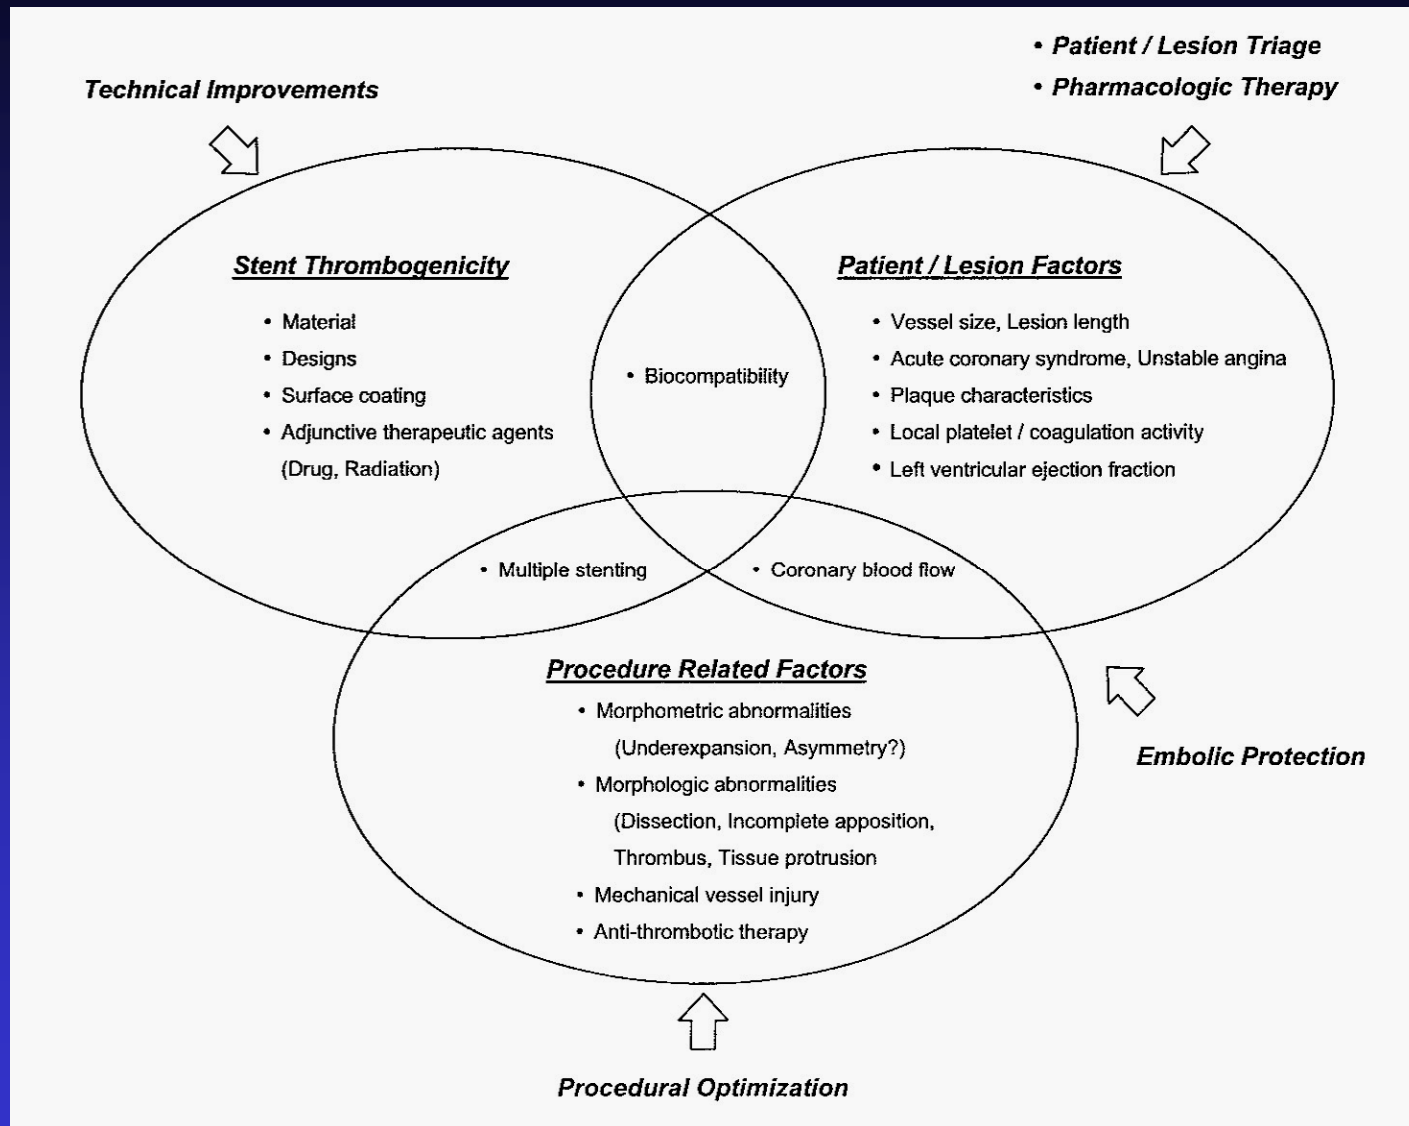 • Patient / Lesion Triage
• Pharmacologic Therapy
Technical Improvements
Stent Thrombogenicity
• Material
• Designs
• Surface coating
• Adjunctive therapeutic agents
(Drug, Radiation)
• Biocompatibility
Patient / Lesion Factors
• Vessel size, Lesion length
• Acute coronary syndrome, Unstable angina
• Plaque characteristics
• Local platelet / coagulation activity
• Left ventricular ejection fraction
• Multiple stenting
• Coronary blood flow
Procedure Related Factors
• Morphometric abnormalities
(Underexpansion, Asymmetry?)
• Morphologic abnormalities
(Dissection, Incomplete apposition,
Thrombus, Tissue protrusion
• Mechanical vessel injury
• Anti-thrombotic therapy
Embolic Protection
Procedural Optimization